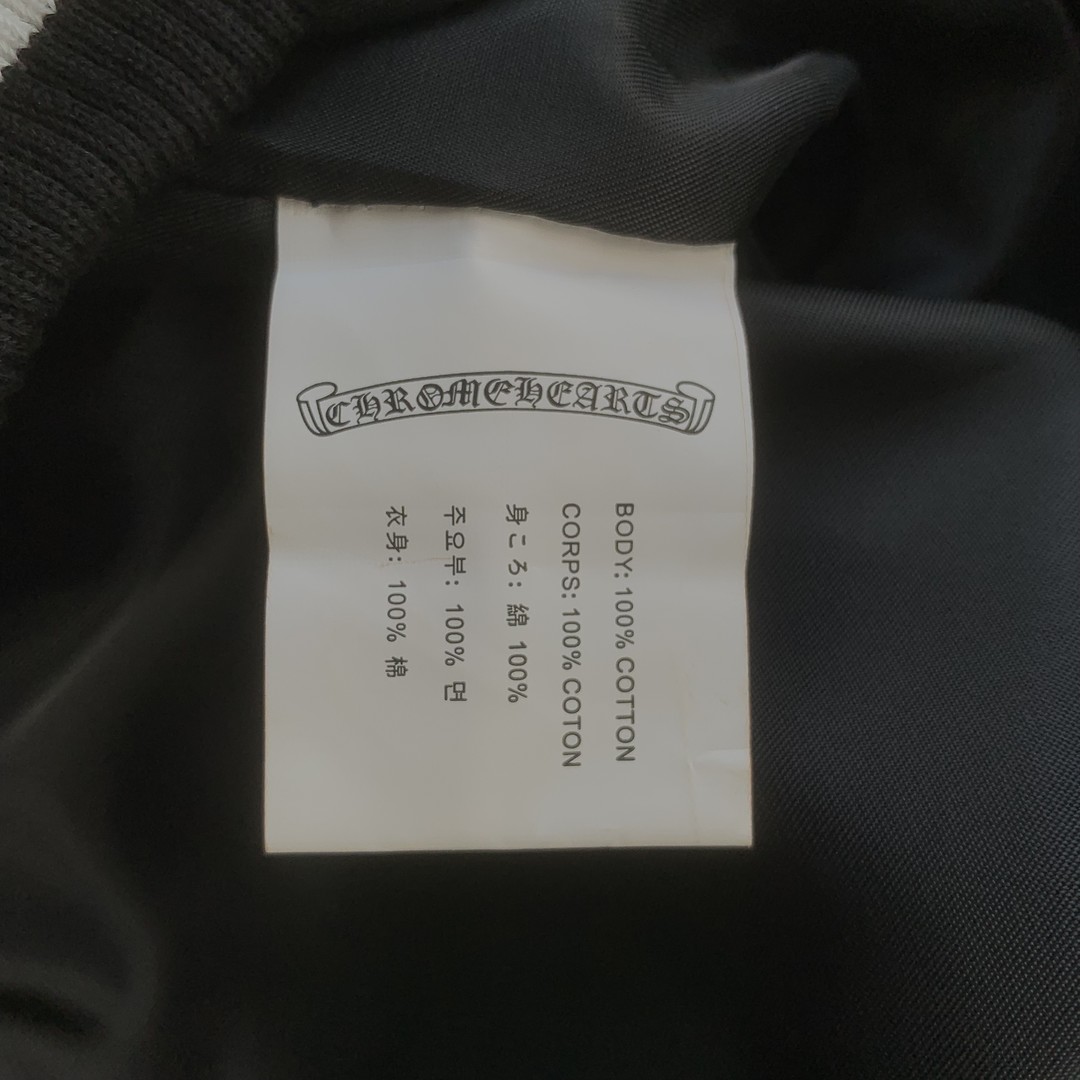 CHROMEHEARTS
BODY: 100% COTTON
CORPS: 100% COTON
身ころ: 綿 100%
주요부: 100% 면
衣身: 100% 棉